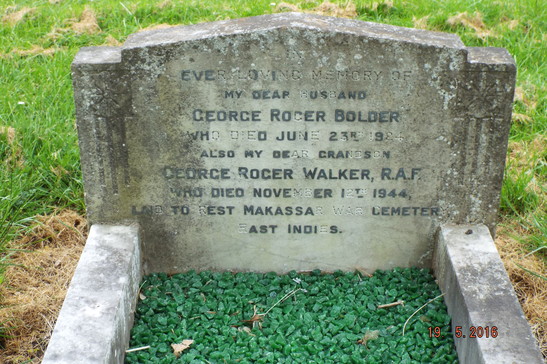 EVER LOVING MEMORY OF
MY DEAR HUSBAND
GEORGE ROGER BOLDER
WHO DIED JUNE 23RD
ALSO MY DEAR GRANDSON
GEORGE ROGER WALKER, R.A.F.
WHO DIED NOVEMBER 1944,
LAID TO REST MAKASSAR WAR CEMETERY
EAST INDIES.
19.5.2016